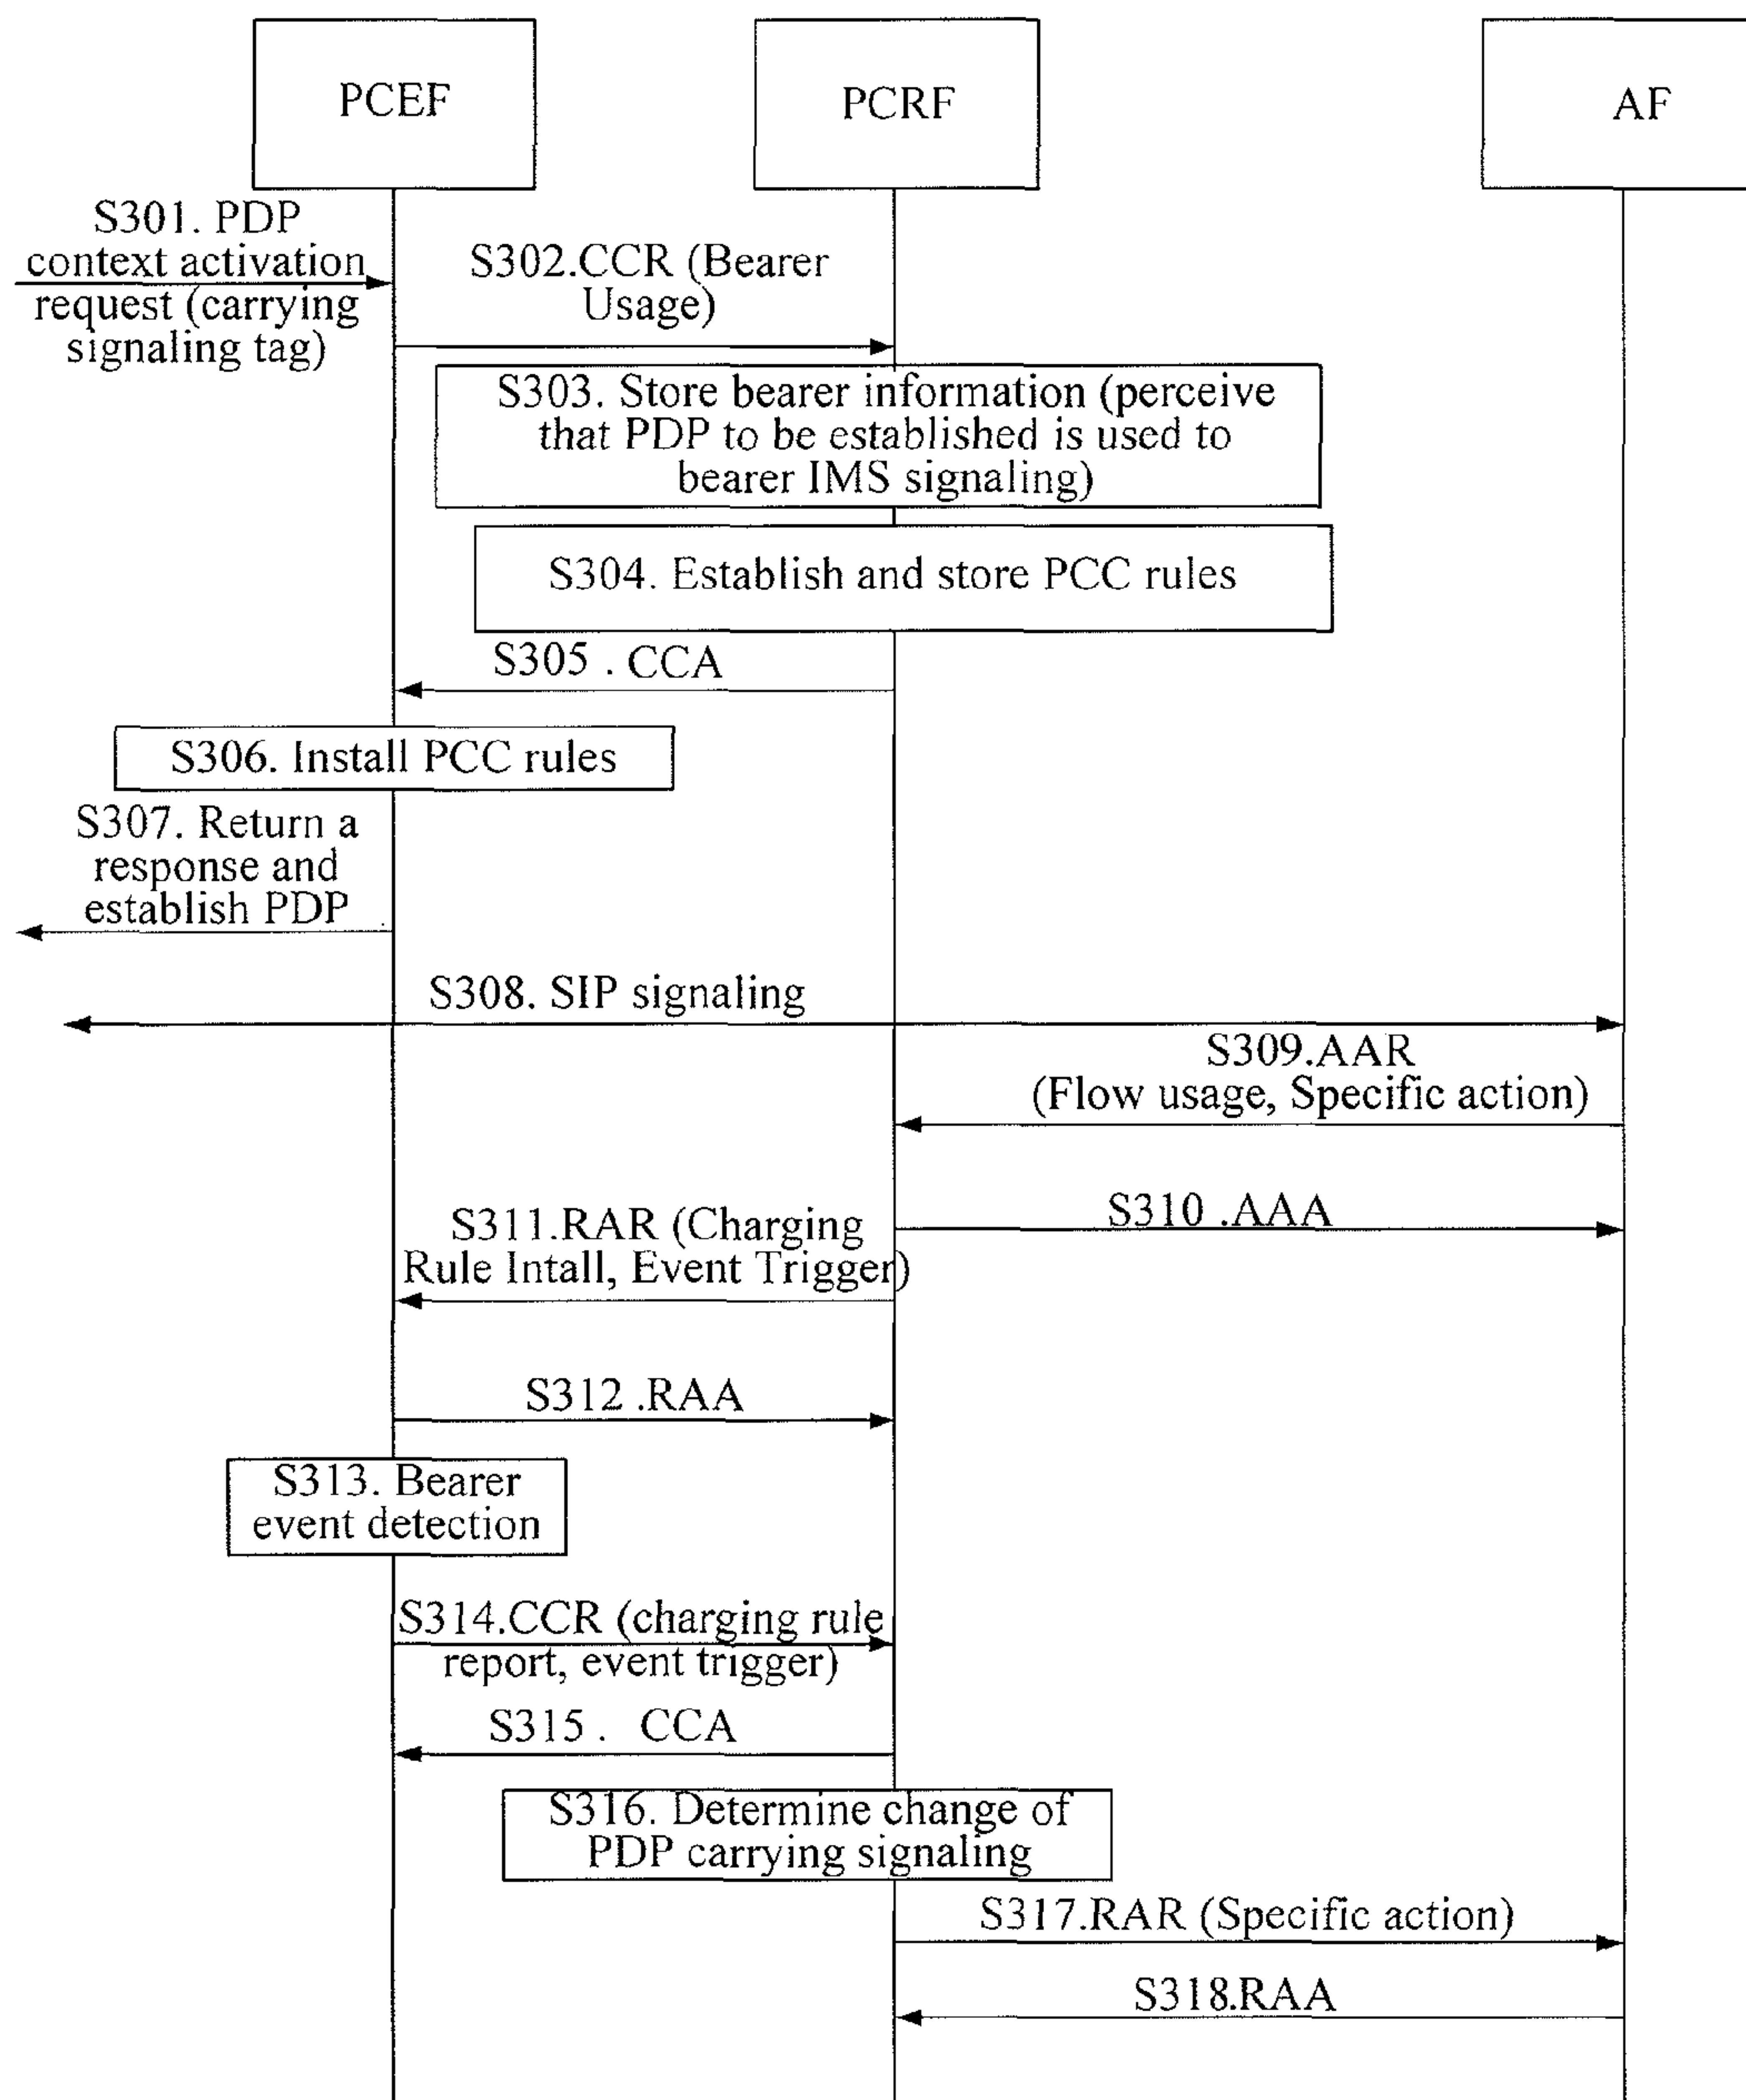 PCEF
PCRF
AF
S301. PDP
context activation
request (carrying
signaling tag)
S302.CCR (Bearer
Usage)
S303. Store bearer information (perceive
that PDP to be established is used to
bearer IMS signaling)
S304. Establish and store PCC rules
S305 . CCA
S306. Install PCC rules
S307. Return a
response and
establish PDP
S308. SIP signaling
S309.AAR
(Flow usage, Specific action)
S310 .AAA
S311.RAR (Charging
Rule Intall, Event Trigger)
S312 .RAA
S313. Bearer
event detection
S314.CCR (charging rule
report, event trigger)
S315 . CCA
S316. Determine change of
PDP carrying signaling
S317.RAR (Specific action)
S318.RAA